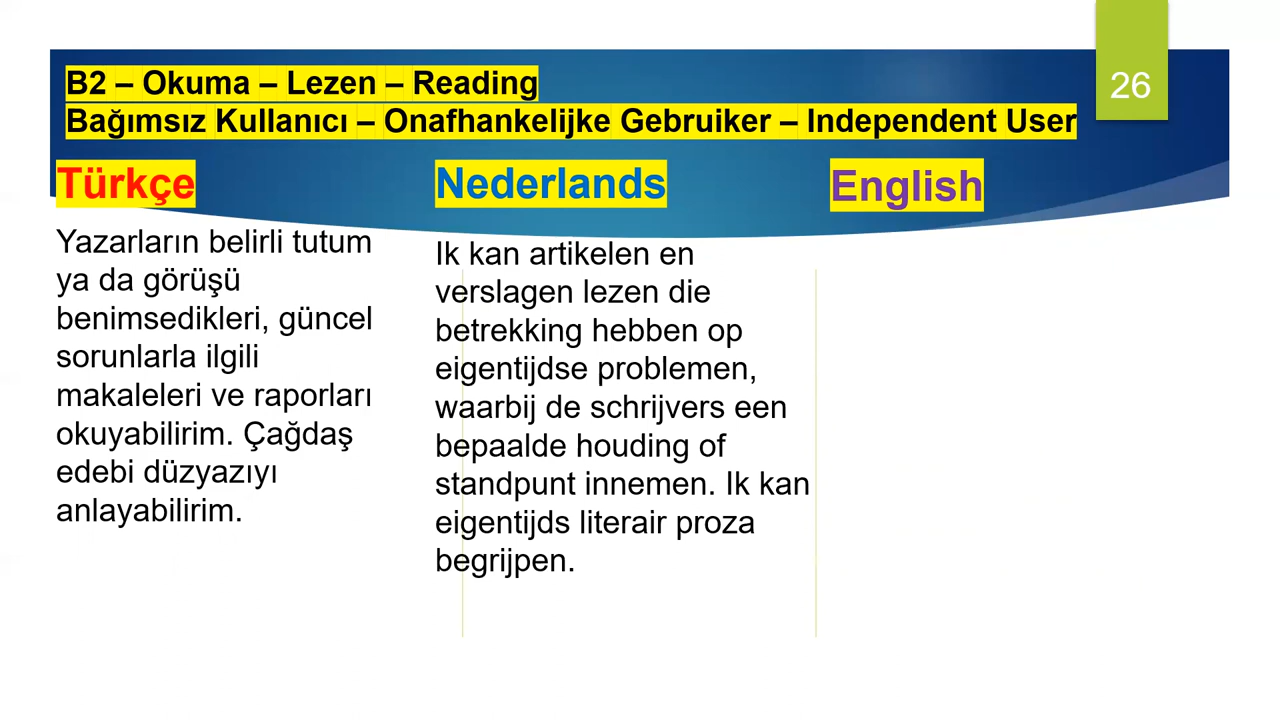 26
B2 – Okuma – Lezen – Reading
Bağımsız Kullanıcı – Onafhankelijke Gebruiker – Independent User
Türkçe
Yazarların belirli tutum
ya da görüşü
benimsedikleri, güncel
sorunlarla ilgili
makaleleri ve raporları
okuyabilirim. Çağdaş
edebi düzyazıyı
anlayabilirim.
Nederlands
Ik kan artikelen en
verslagen lezen die
betrekking hebben op
eigentijdse problemen,
waarbij de schrijvers een
bepaalde houding of
standpunt innemen. Ik kan
eigentijds literair proza
begrijpen.
English